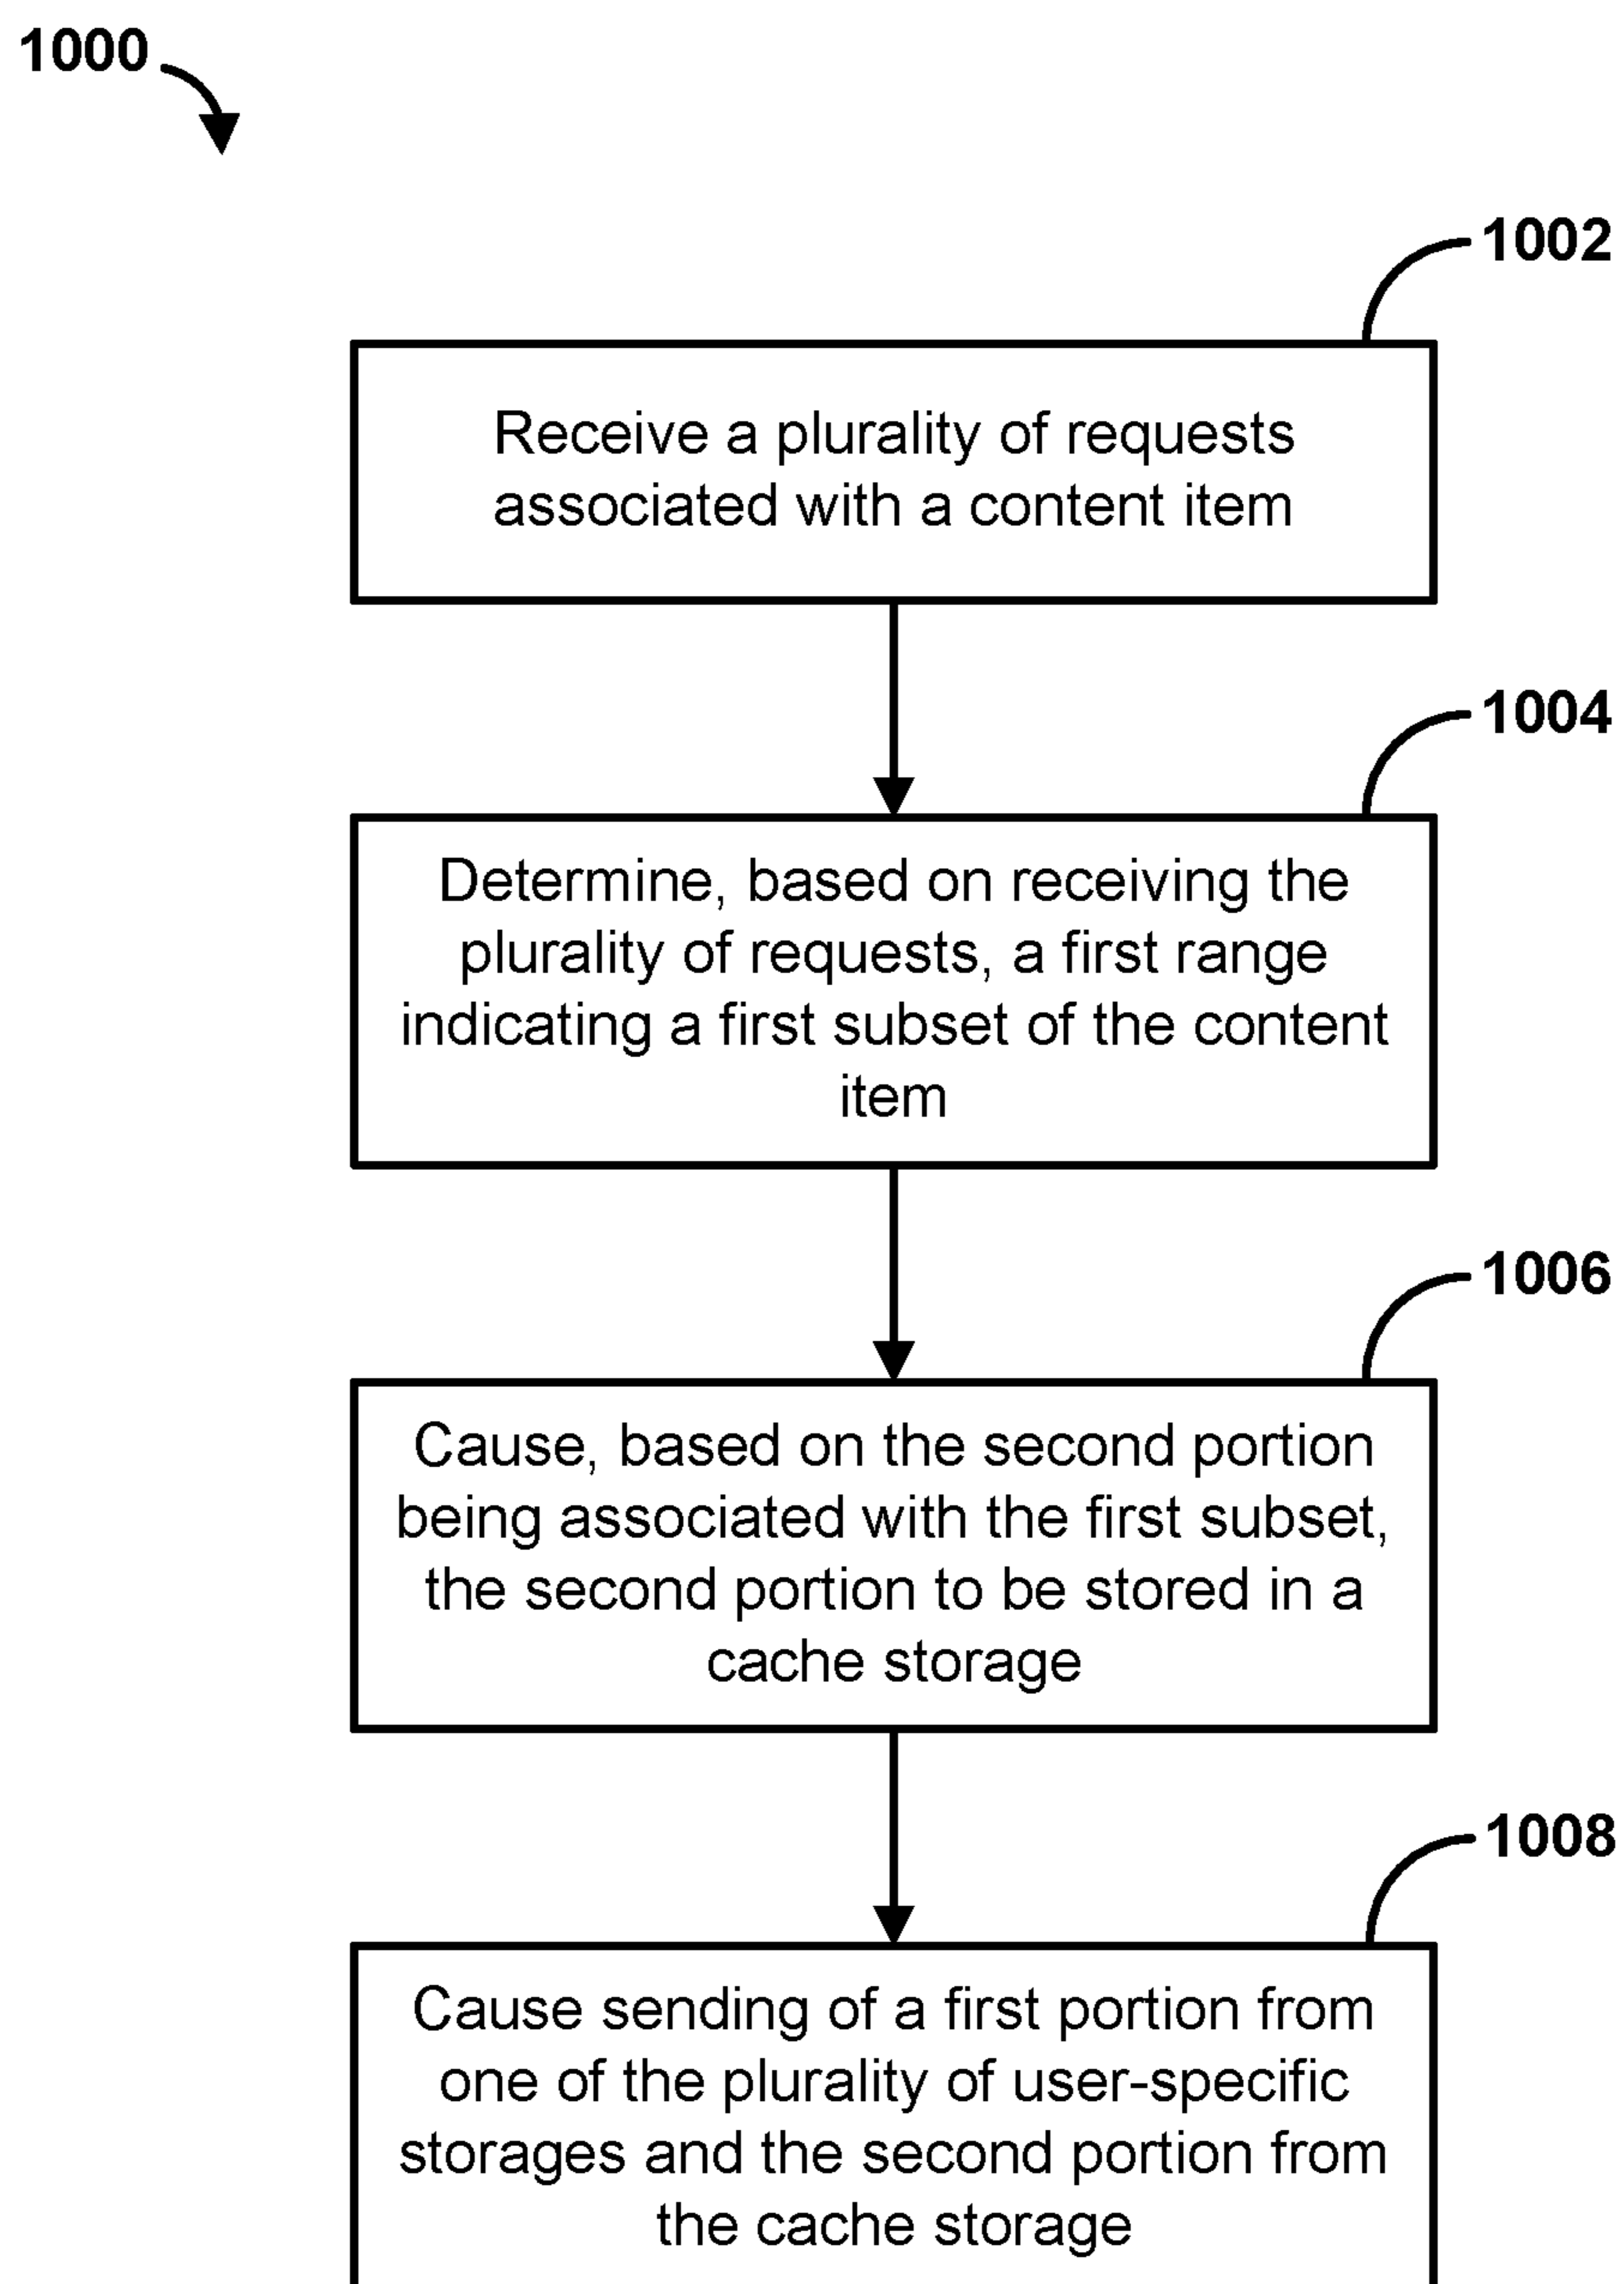 1000
1002
Receive a plurality of requests
associated with a content item
1004
Determine, based on receiving the
plurality of requests, a first range
indicating a first subset of the content
item
1006
Cause, based on the second portion
being associated with the first subset,
the second portion to be stored in a
cache storage
1008
Cause sending of a first portion from
one of the plurality of user-specific
storages and the second portion from
the cache storage